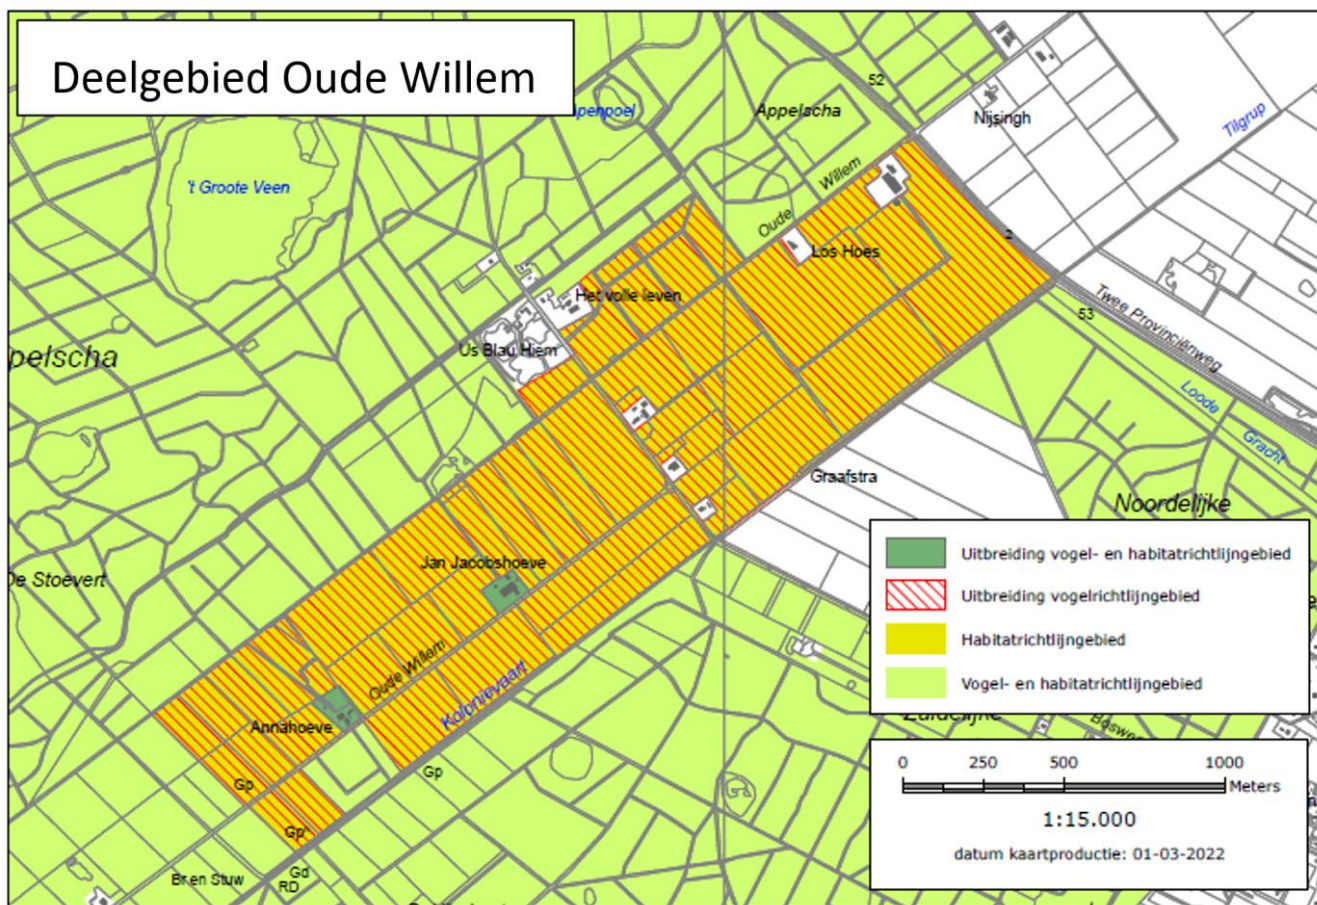 Deelgebied Oude Willem
52
Appelscha
Nijsingh
Tilgrup
't Groote Veen
Oude Willem
2
Los Hoes
Het volle leven
Us Blau Hiem
53
Twee Provinciënweg
Loode Gracht
pelscha
Graafstra
Noordelijke
De Stoevert
Jan Jacobshoeve
Oude Willem
Kolonievaart
Annahoeve
Gp
Gp
Gp
Br.en Stuw
Gd
RD
Uitbreiding vogel- en habitatrichtlijngebied
Uitbreiding vogelrichtlijngebied
Habitatrichtlijngebied
Vogel- en habitatrichtlijngebied
0 250 500 1000
Meters
1:15.000
datum kaartproductie: 01-03-2022